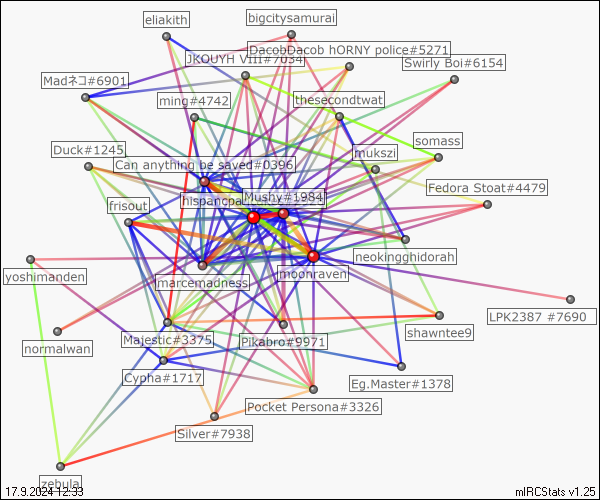 eliakith
bigcitysamurai
DacobDacob hORNY police#5271
JKOUYH VIII#7034
Swirly Boi#6154
Madネコ#6901
ming#4742
thesecondtwat
somass
Duck#1245
mukszi
Can anything be saved#0396
Fedora Stoat#4479
Mushy#1984
frisout
neokingghidorah
yoshimanden
moonraven
marcemadness
LPK2387 #7690
shawntee9
Majestic#3375
Pikabro#9971
normalwan
Cypha#1717
Eg.Master#1378
Pocket Persona#3326
Silver#7938
zebula
17.9.2024 12:33
mIRCStats v1.25